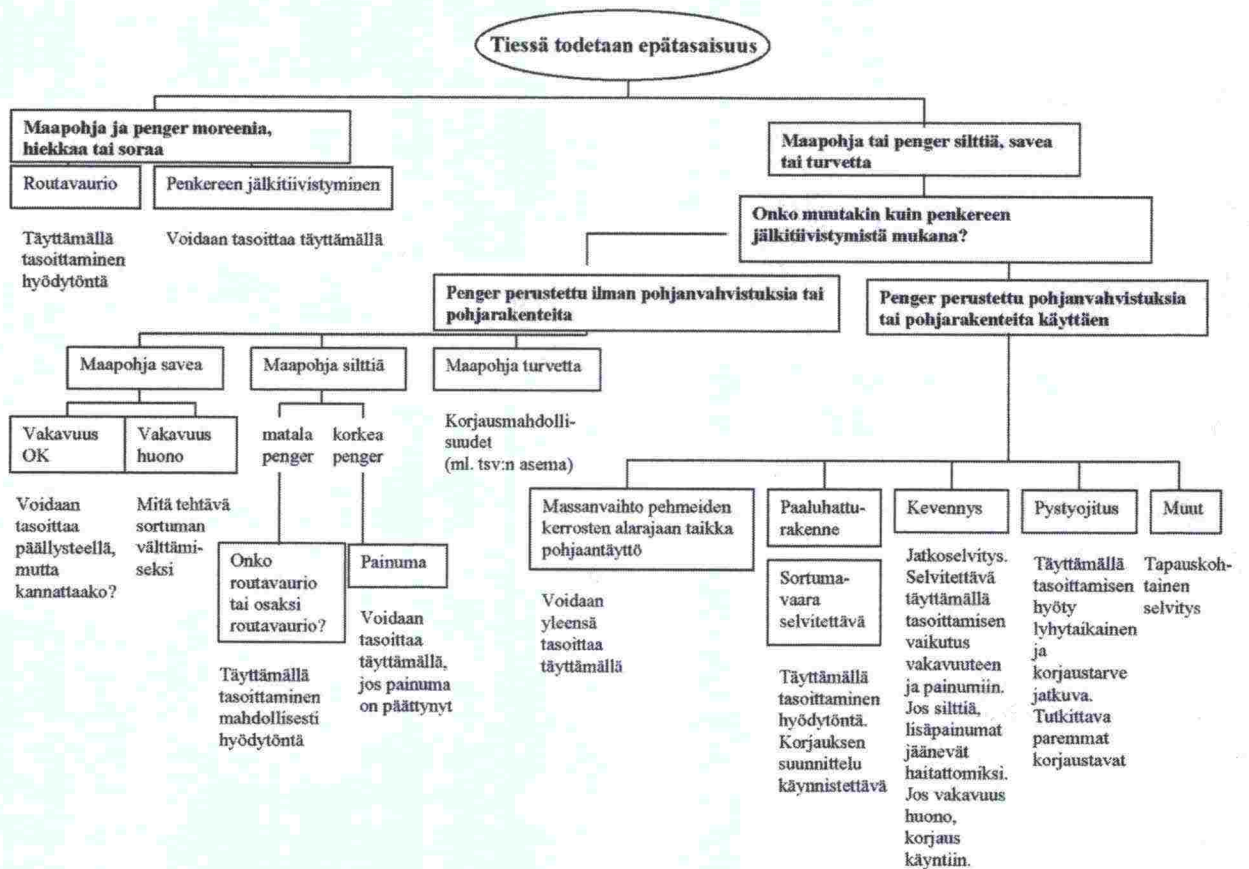 Tiessä todetaan epätasaisuus
Maapohja ja penger moreenia,
hiekkaa tai soraa
Maapohja tai penger silttiä, savea
tai turvetta
Routavaurio
Penkereen jälkitiivistyminen
Täyttämällä
tasoittaminen
hyödytöntä
Voidaan tasoittaa täyttämällä
Onko muutakin kuin penkereen
jälkitiivistymistä mukana?
Penger perustettu ilman pohjanvahvistuksia tai
pohjarakenteita
Penger perustettu pohjanvahvistuksia
tai pohjarakenteita käyttäen
Maapohja savea
Maapohja silttiä
Maapohja turvetta
Vakavuus
OK
Vakavuus
huono
matala
penger
korkea
penger
Korjausmahdolli-
suudet
(ml. tsv:n asema)
Voidaan
tasoittaa
päällysteellä,
mutta
kannattaako?
Mitä tehtävä
sortuman
välttämi-
seksi
Onko
routavaurio
tai osaksi
routavaurio?
Täyttämällä
tasoittaminen
mahdollisesti
hyödytöntä
Painuma
Voidaan
tasoittaa
täyttämällä,
jos painuma
on päättynyt
Massanvaihto pehmeiden
kerrosten alarajaan taikka
pohjaantäyttö
Voidaan
yleensä
tasoittaa
täyttämällä
Paaluhattu-
rakenne
Sortuma-
vaara
selvitettävä
Täyttämällä
tasoittaminen
hyödytöntä.
Korjauksen
suunnittelu
käynnistettävä
Kevennys
Jatkoselvitys.
Selvitettävä
täyttämällä
tasoittamisen
vaikutus
vakavuuteen
ja painumiin.
Jos silttiä,
lisäpainumat
jäänevät
haitattomiksi.
Jos vakavuus
huono,
korjaus
käyntiin.
Pystyojitus
Täyttämällä
tasoittamisen
hyöty
lyhytaikainen
ja
korjaustarve
jatkuva.
Tutkittava
paremmat
korjaustavat
Muut
Tapauskoh-
tainen
selvitys